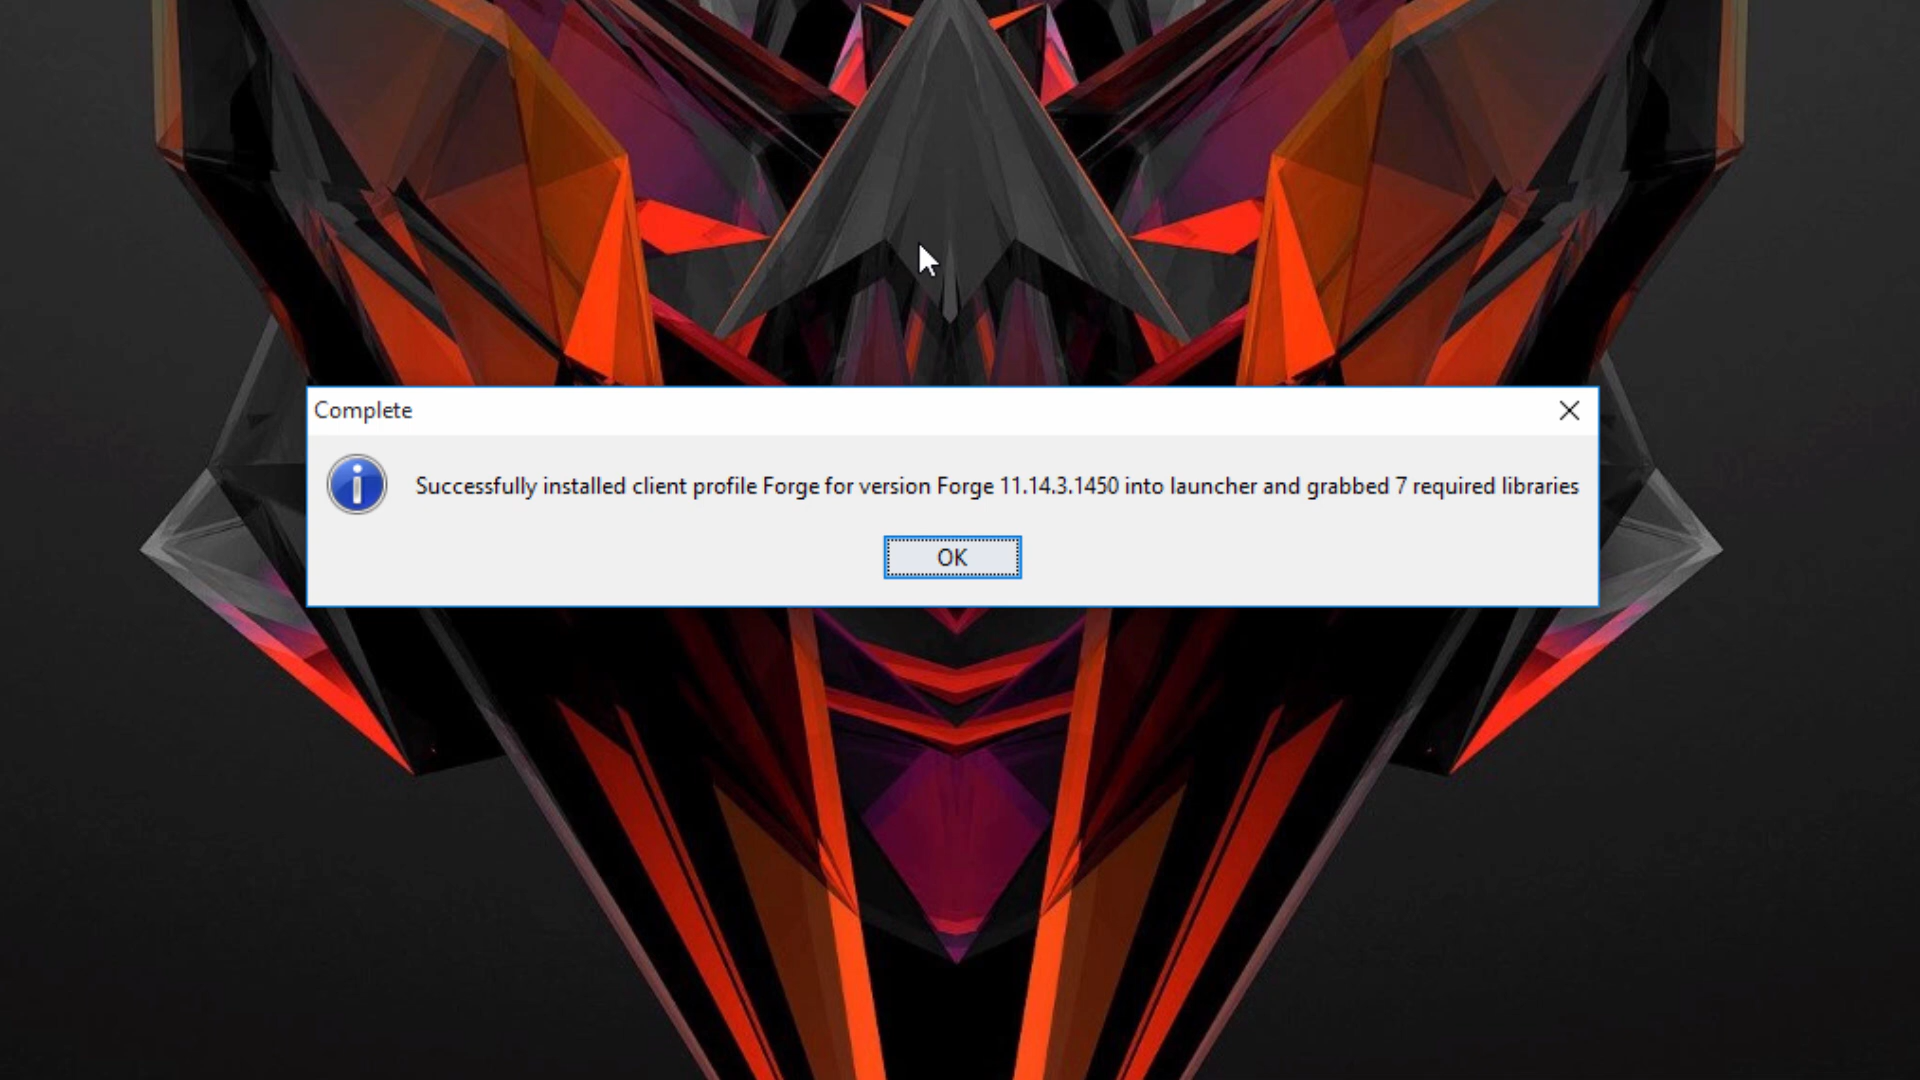 Complete
Successfully installed client profile Forge for version Forge 11.14.3.1450 into launcher and grabbed 7 required libraries
OK